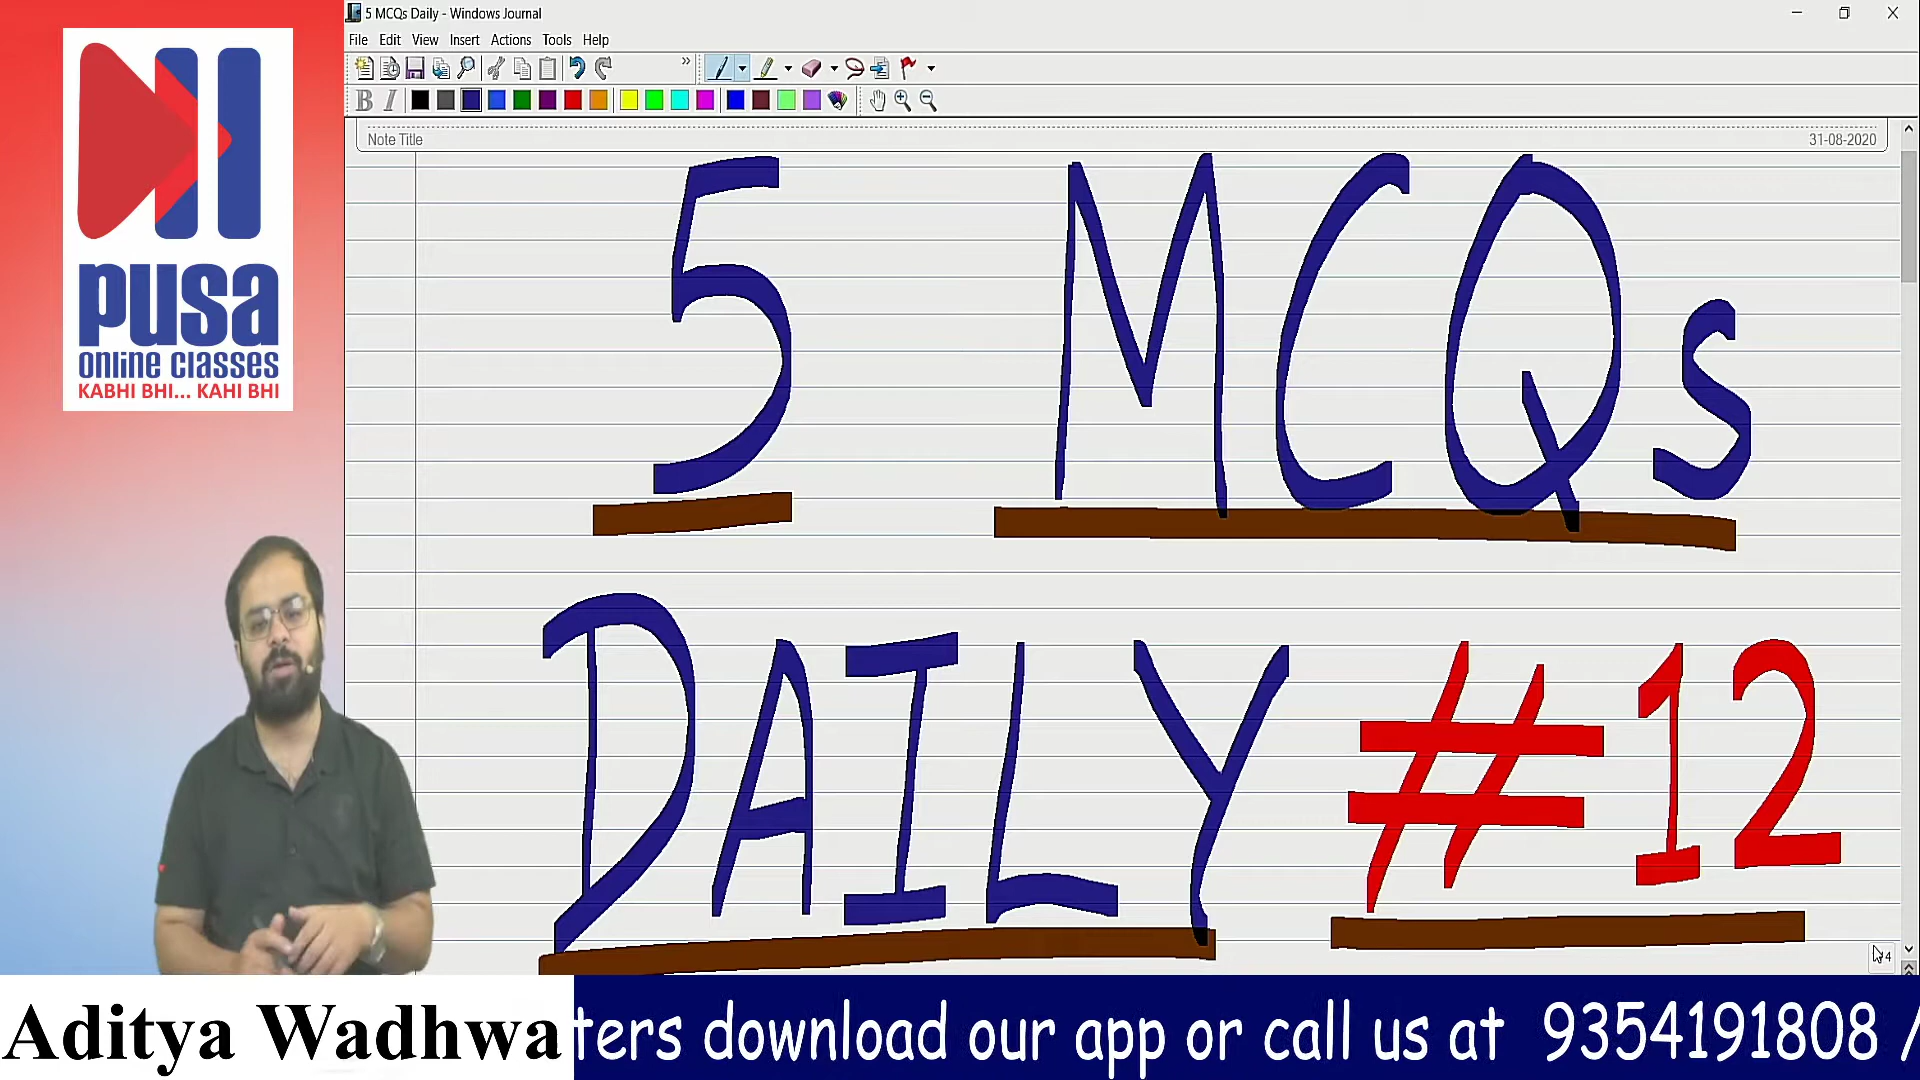 5 MCQs Daily - Windows Journal
File Edit View Insert Actions Tools Help
B I
Note Title
31-08-2020
5 MCQs
DAILY #12
pusa
online classes
KABHI BHI... KAHI BHI
4
Aditya Wadhwa
ters download our app or call us at 9354191808 /